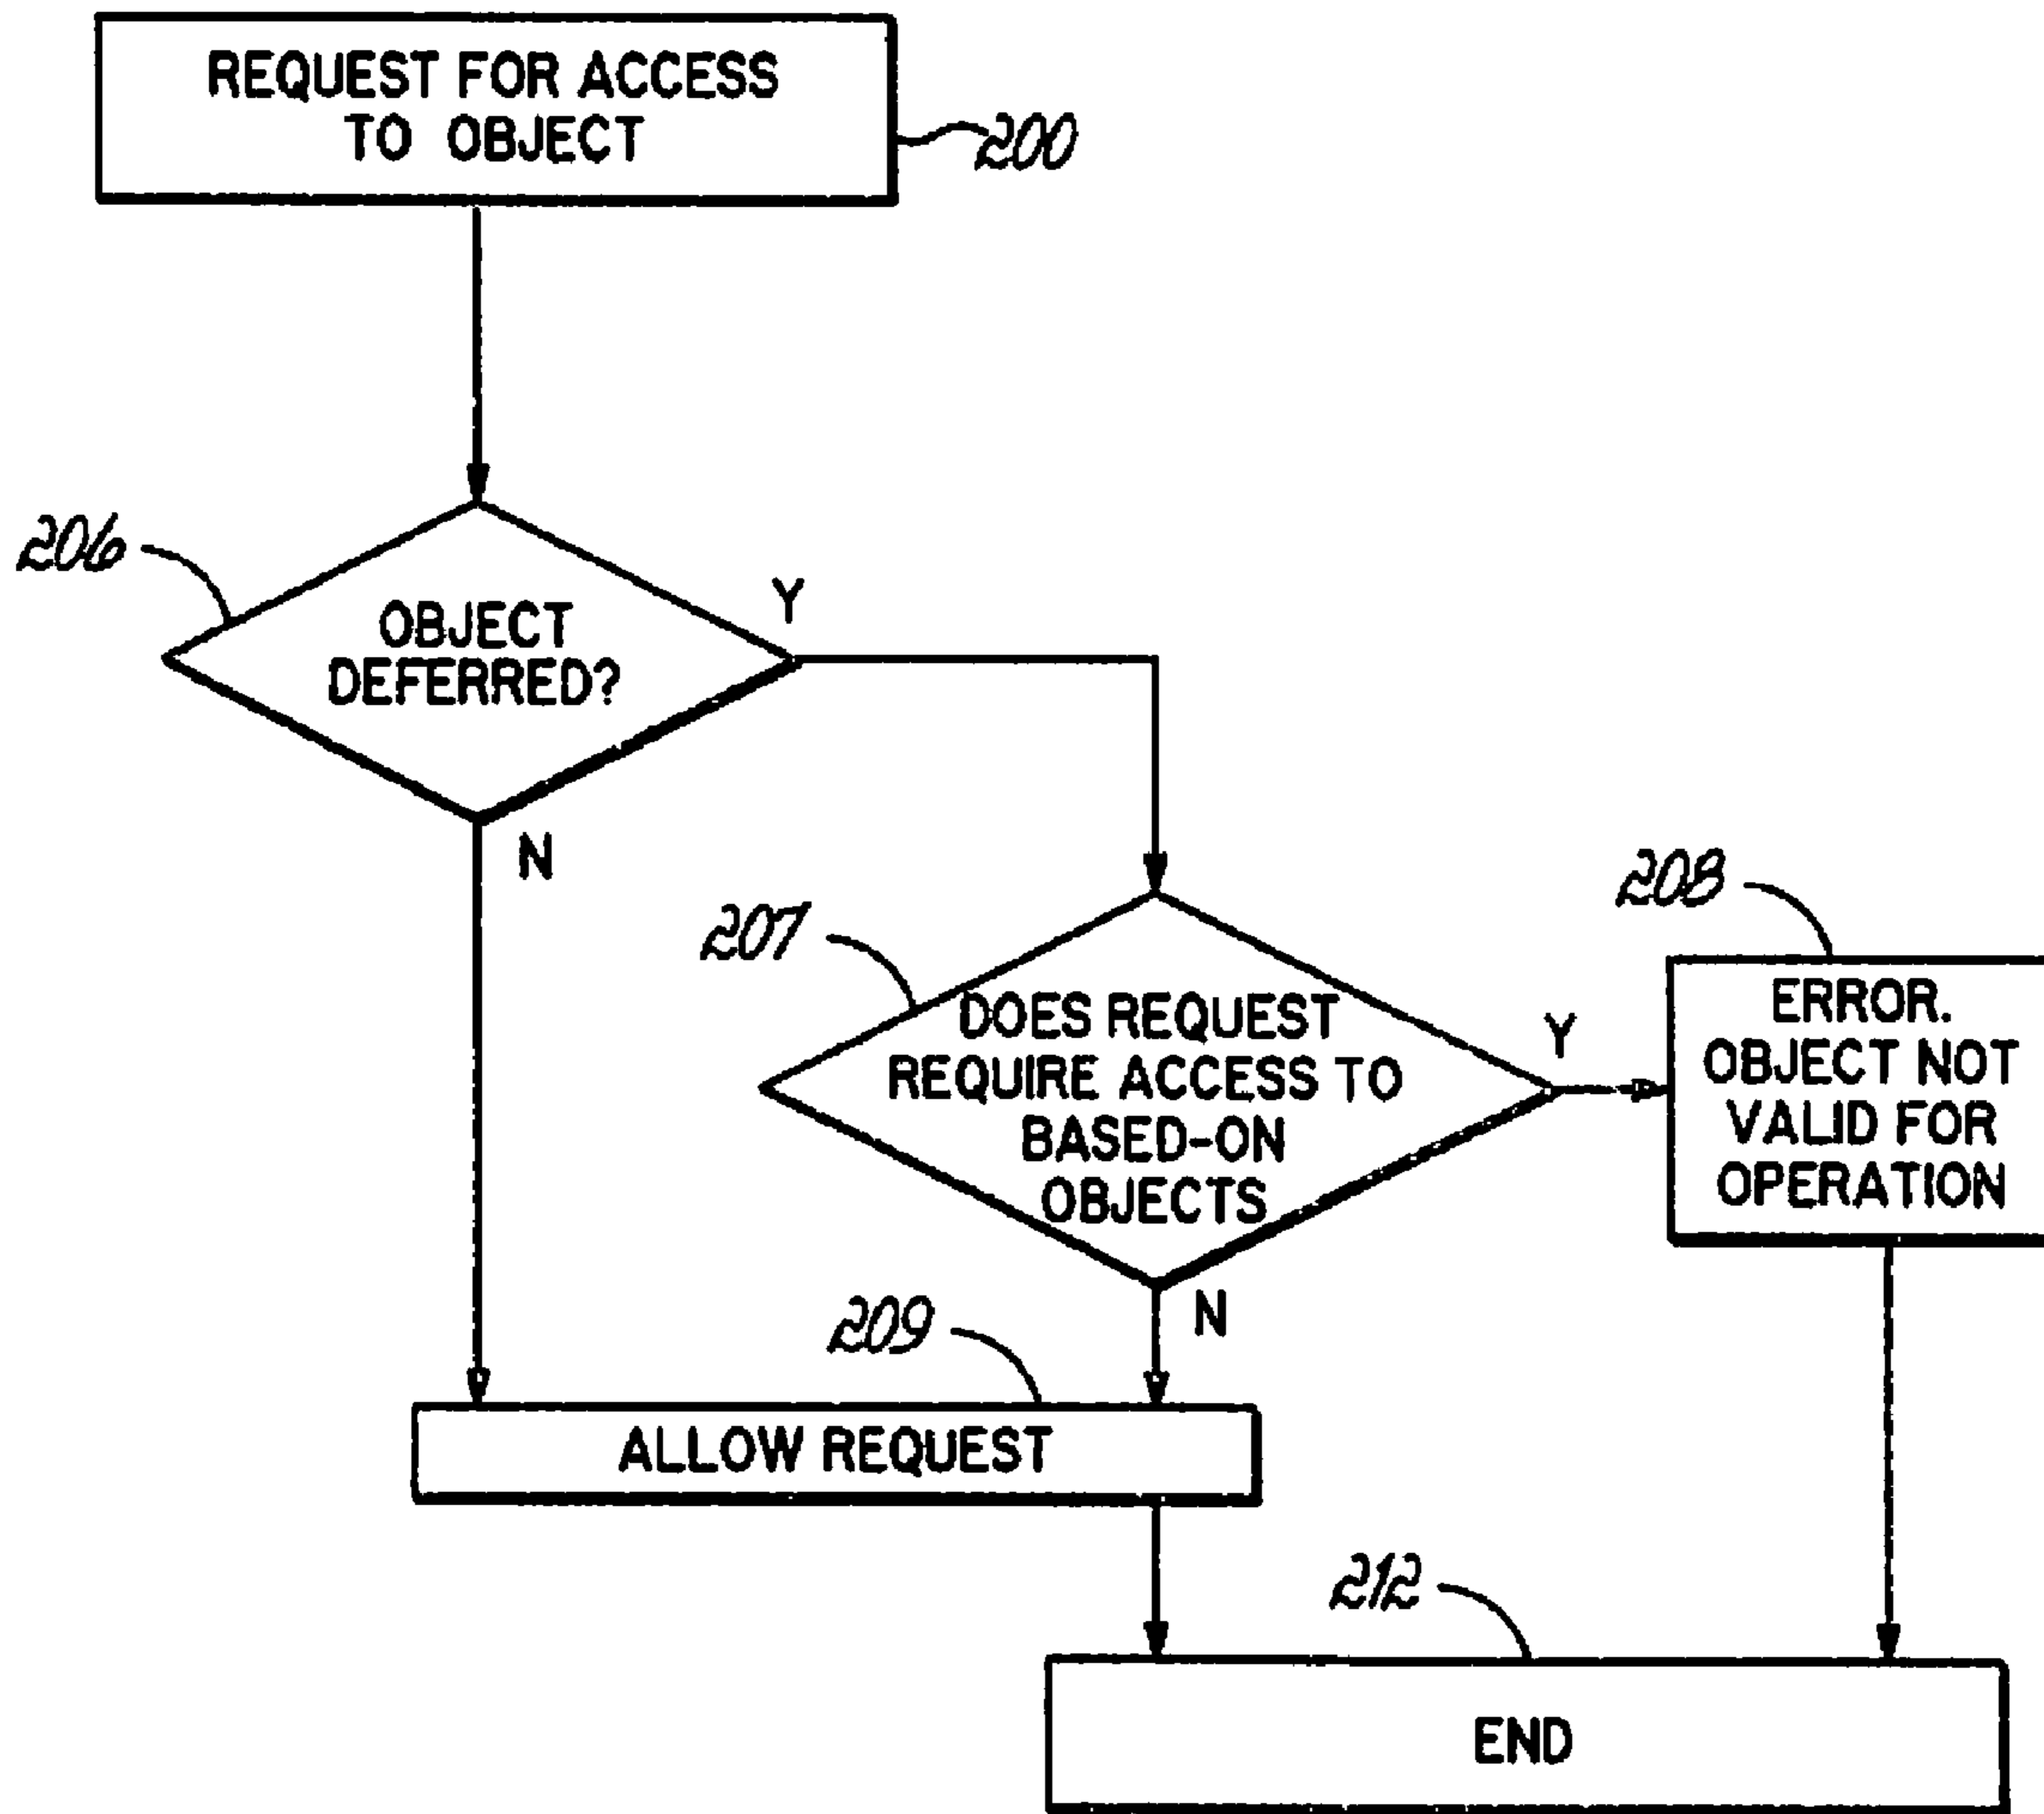 REQUEST FOR ACCESS
TO OBJECT
200
206
OBJECT
DEFERRED?
Y
N
207
DOES REQUEST
REQUIRE ACCESS TO
BASED-ON
OBJECTS
Y
N
208
ERROR.
OBJECT NOT
VALID FOR
OPERATION
209
ALLOW REQUEST
212
END